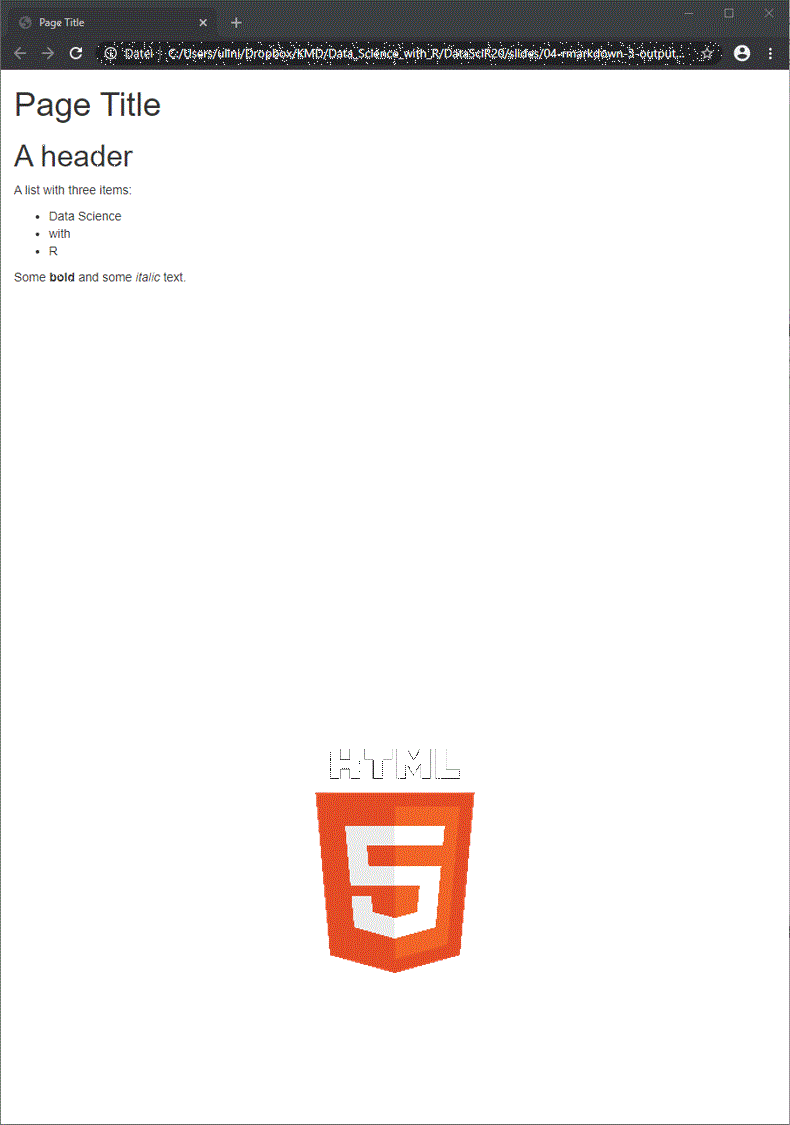 Page Title
Datei C:/Users/ulini/Dropbox/KMD/Data_Science_with_R/DataSciR20/slides/04-rmarkdown-3-output...
Page Title
A header
A list with three items:
• Data Science
• with
• R
Some bold and some italic text.
HTML
5